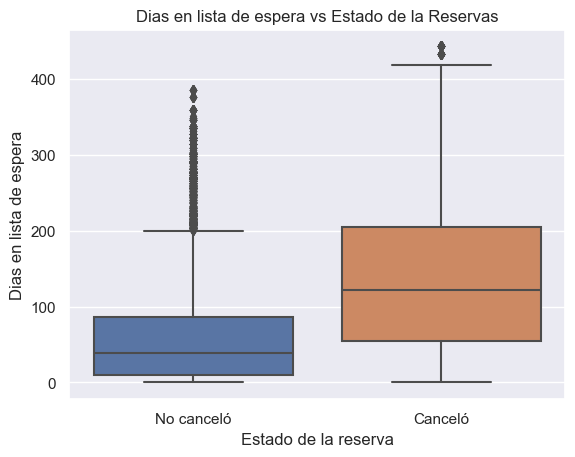 Dias en lista de espera vs Estado de la Reservas
Dias en lista de espera
400
300
200
100
0
No canceló
Canceló
Estado de la reserva